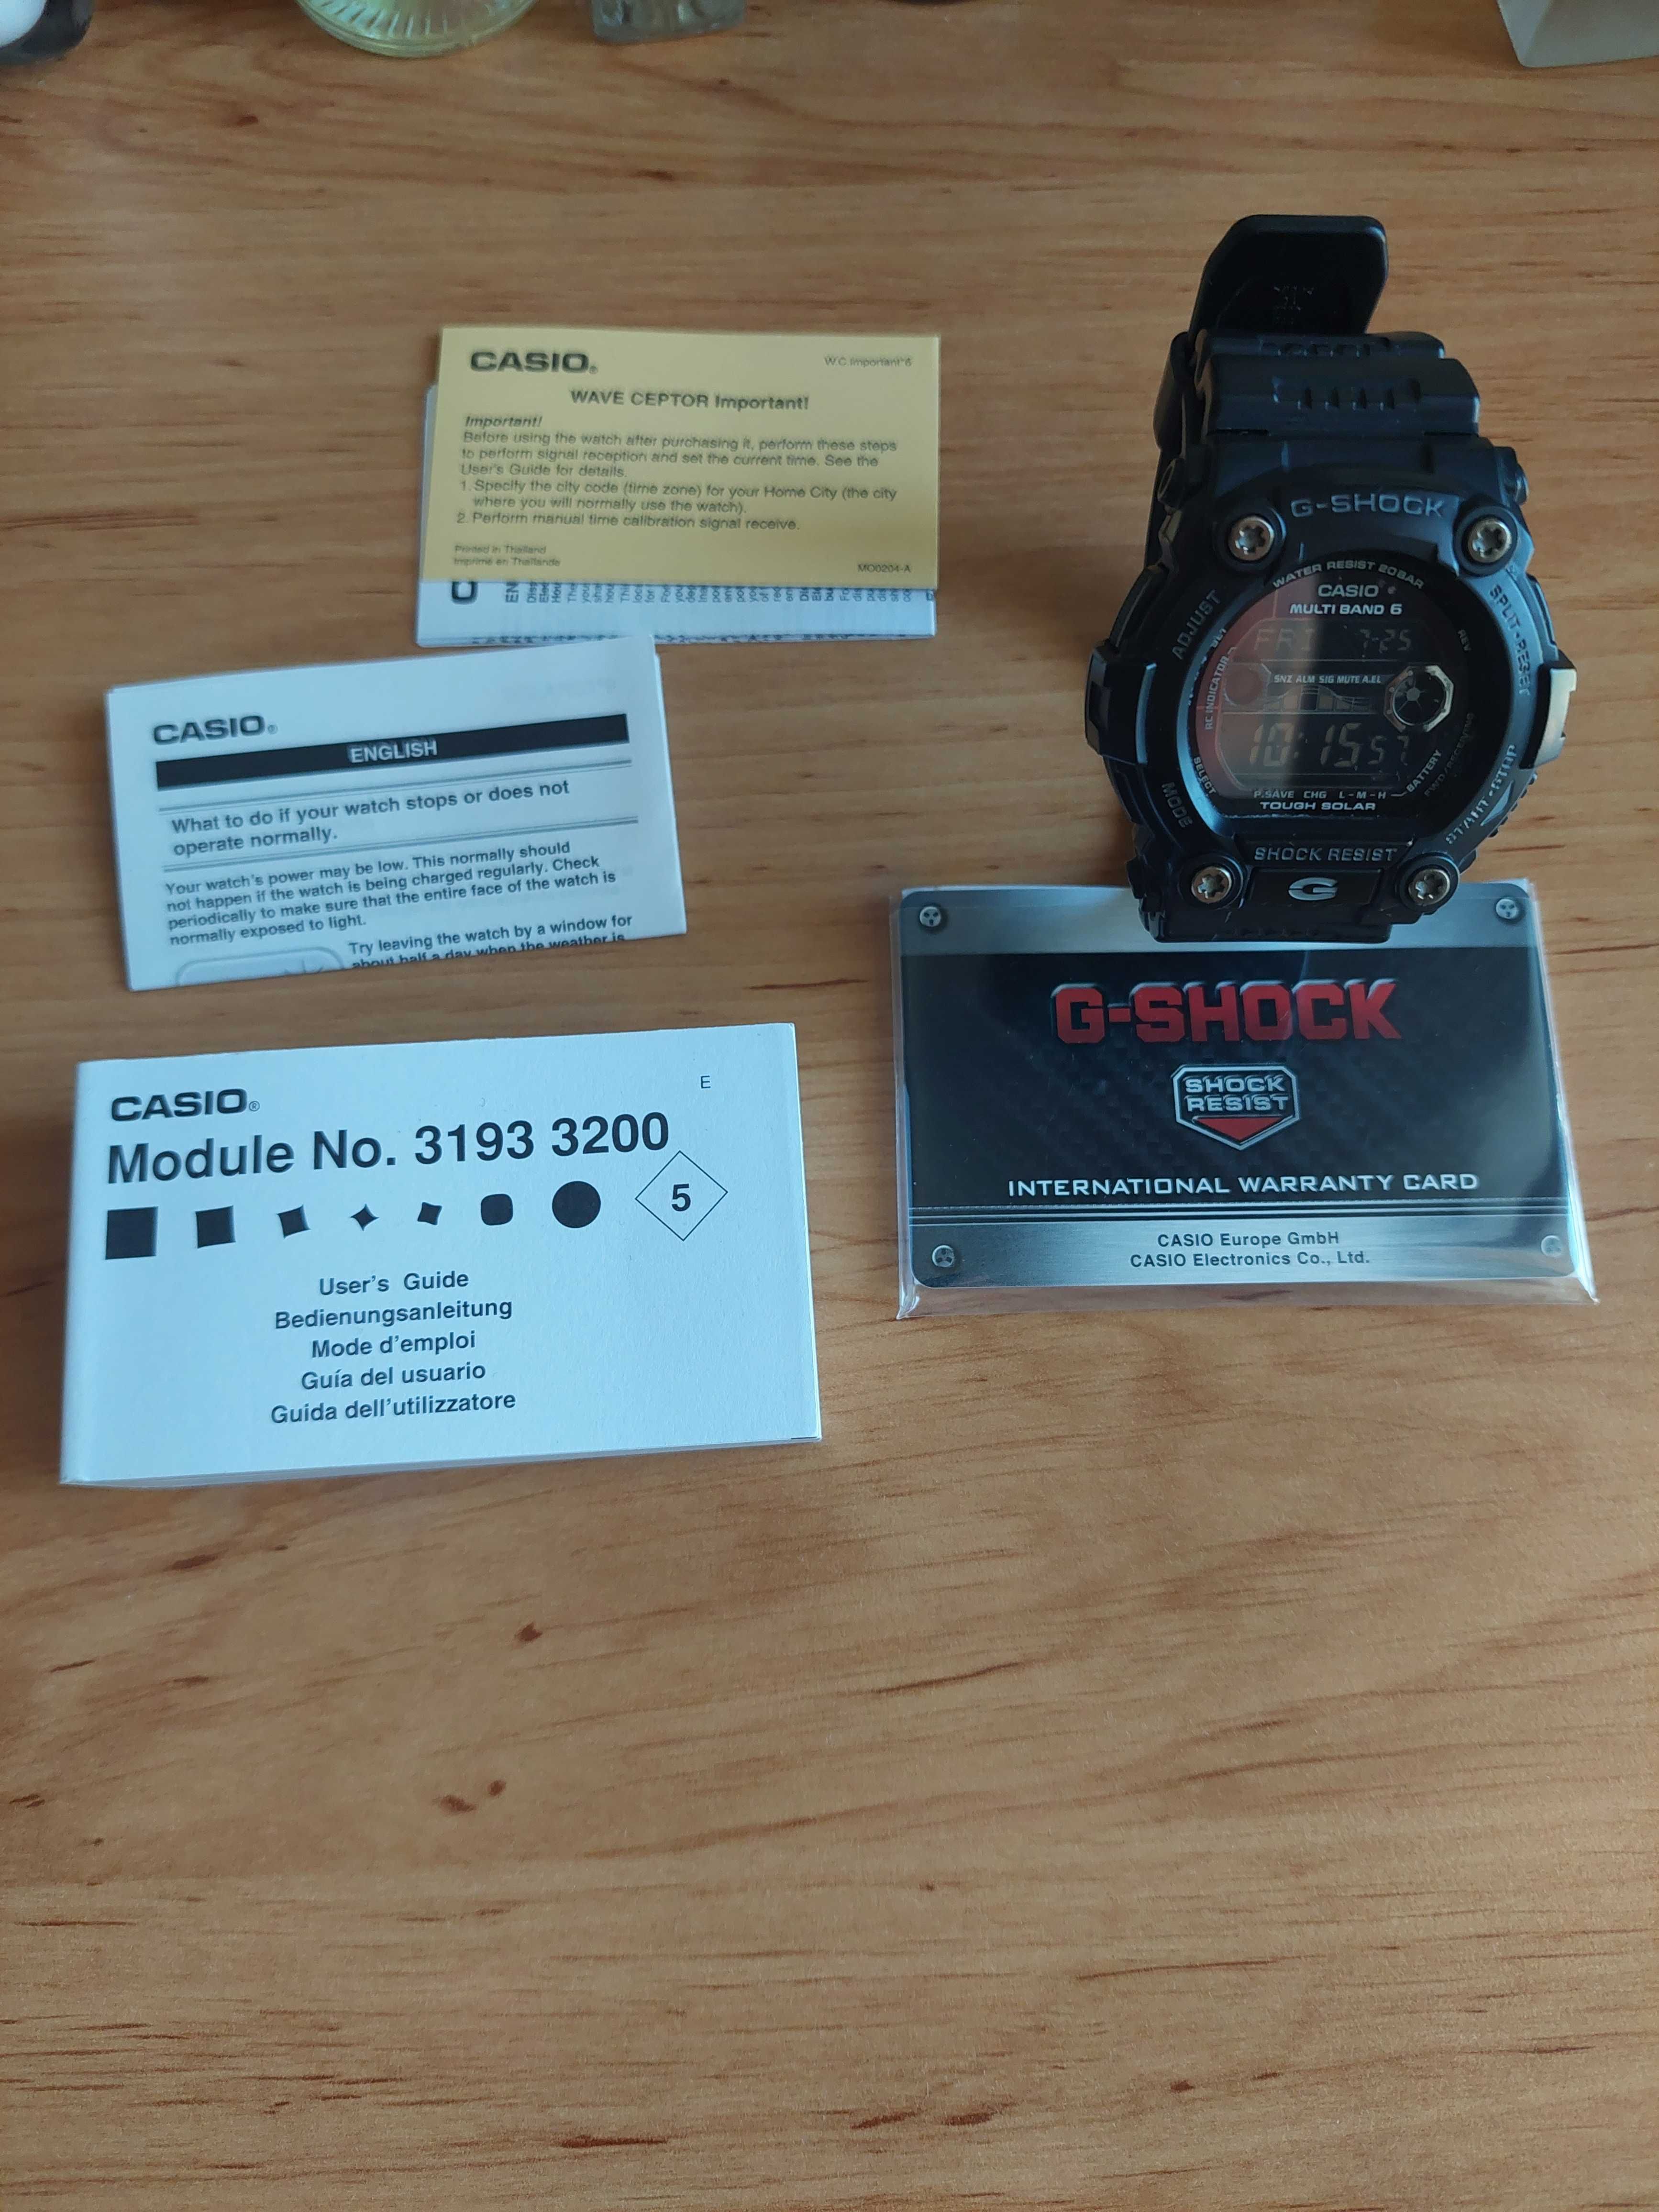 CASIO®
W.C.Important*6
WAVE CEPTOR Important!
Important!
Before using the watch after purchasing it, perform these steps
to perform signal reception and set the current time. See the
User's Guide for details.
1. Specify the city code (time zone) for your Home City (the city
where you will normally use the watch).
2. Perform manual time calibration signal receive.
Printed in Thailand
Imprimé en Thaïlande
MO0204-A
CASIO®
ENGLISH
What to do if your watch stops or does not
operate normally.
Your watch's power may be low. This normally should
not happen if the watch is being charged regularly. Check
periodically to make sure that the entire face of the watch is
normally exposed to light.
Try leaving the watch by a window for
about half a day when the weather is
CASIO®
E
Module No. 3193 3200
5
User's Guide
Bedienungsanleitung
Mode d'emploi
Guía del usuario
Guida dell'utilizzatore
G-SHOCK
WATER RESIST 20BAR
CASIO
MULTI BAND 6
ADJUST
SPLIT•RESET
REV
FRI 7-25
SNZ ALM SIG MUTE A.EL
RC INDICATOR
10:15 57
SELECT
BATTERY
MODE
START•STOP
P.SAVE CHG L-M-H
TOUGH SOLAR
SHOCK RESIST
G
G-SHOCK
SHOCK
RESIST
INTERNATIONAL WARRANTY CARD
CASIO Europe GmbH
CASIO Electronics Co., Ltd.